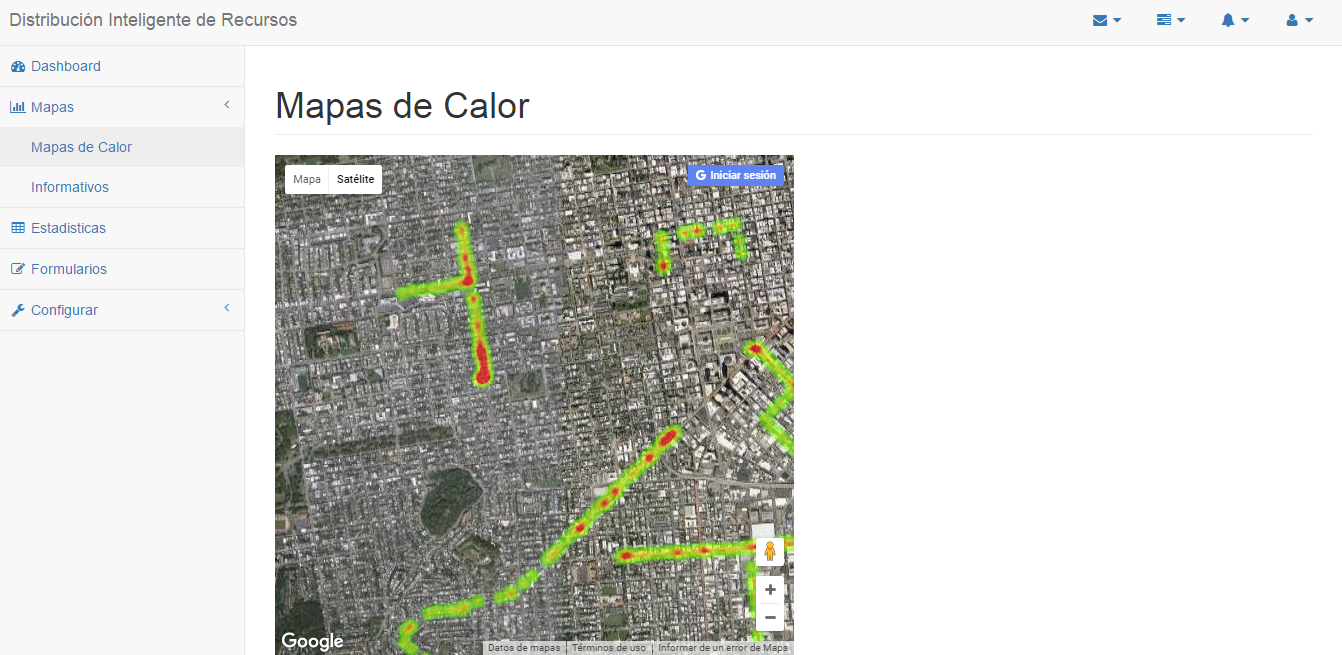 Distribución Inteligente de Recursos
Dashboard
Mapas
Mapas de Calor
Informativos
Estadisticas
Formularios
Configurar
Mapas de Calor
Mapa Satélite
G Iniciar sesión
Google
Datos de mapas Términos de uso Informar de un error de Maps